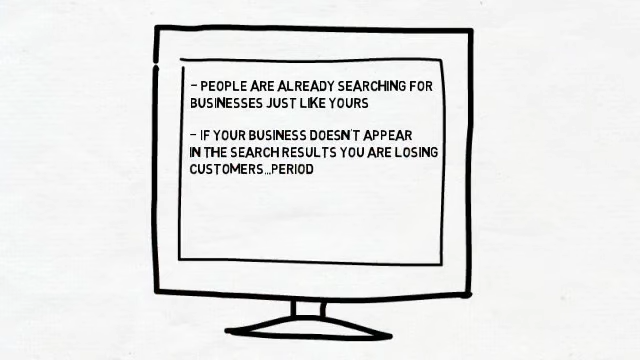 - PEOPLE ARE ALREADY SEARCHING FOR
BUSINESSES JUST LIKE YOURS
- IF YOUR BUSINESS DOESN'T APPEAR
IN THE SEARCH RESULTS YOU ARE LOSING
CUSTOMERS...PERIOD